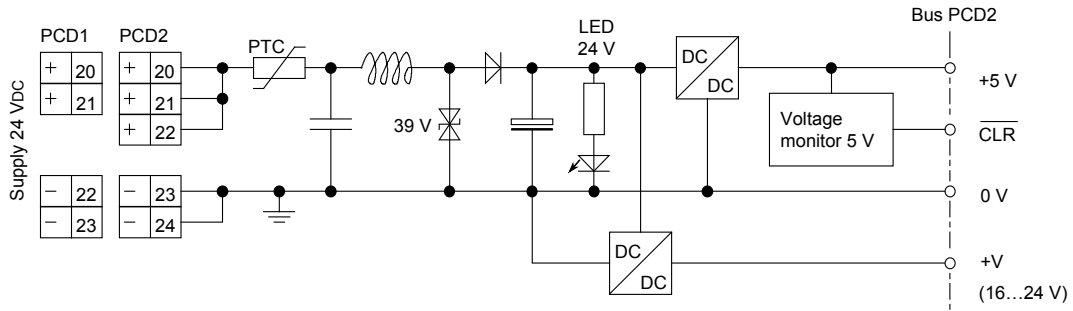 Bus PCD2
PCD1 PCD2 PTC LED
24 V
Supply 24 VDC
+ 20 + 20
+ 21 + 21
+ 22
39 V
DC
DC
+5 V
Voltage
monitor 5 V
CLR
− 22 − 23
− 23 − 24
0 V
DC
DC
+V
(16…24 V)